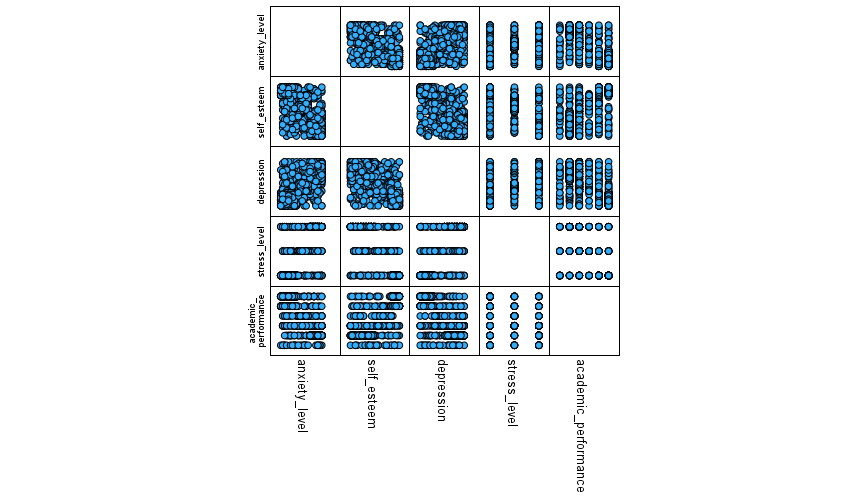 anxiety_level
self_esteem
depression
stress_level
academic_
performance
anxiety_level
self_esteem
depression
stress_level
academic_performance